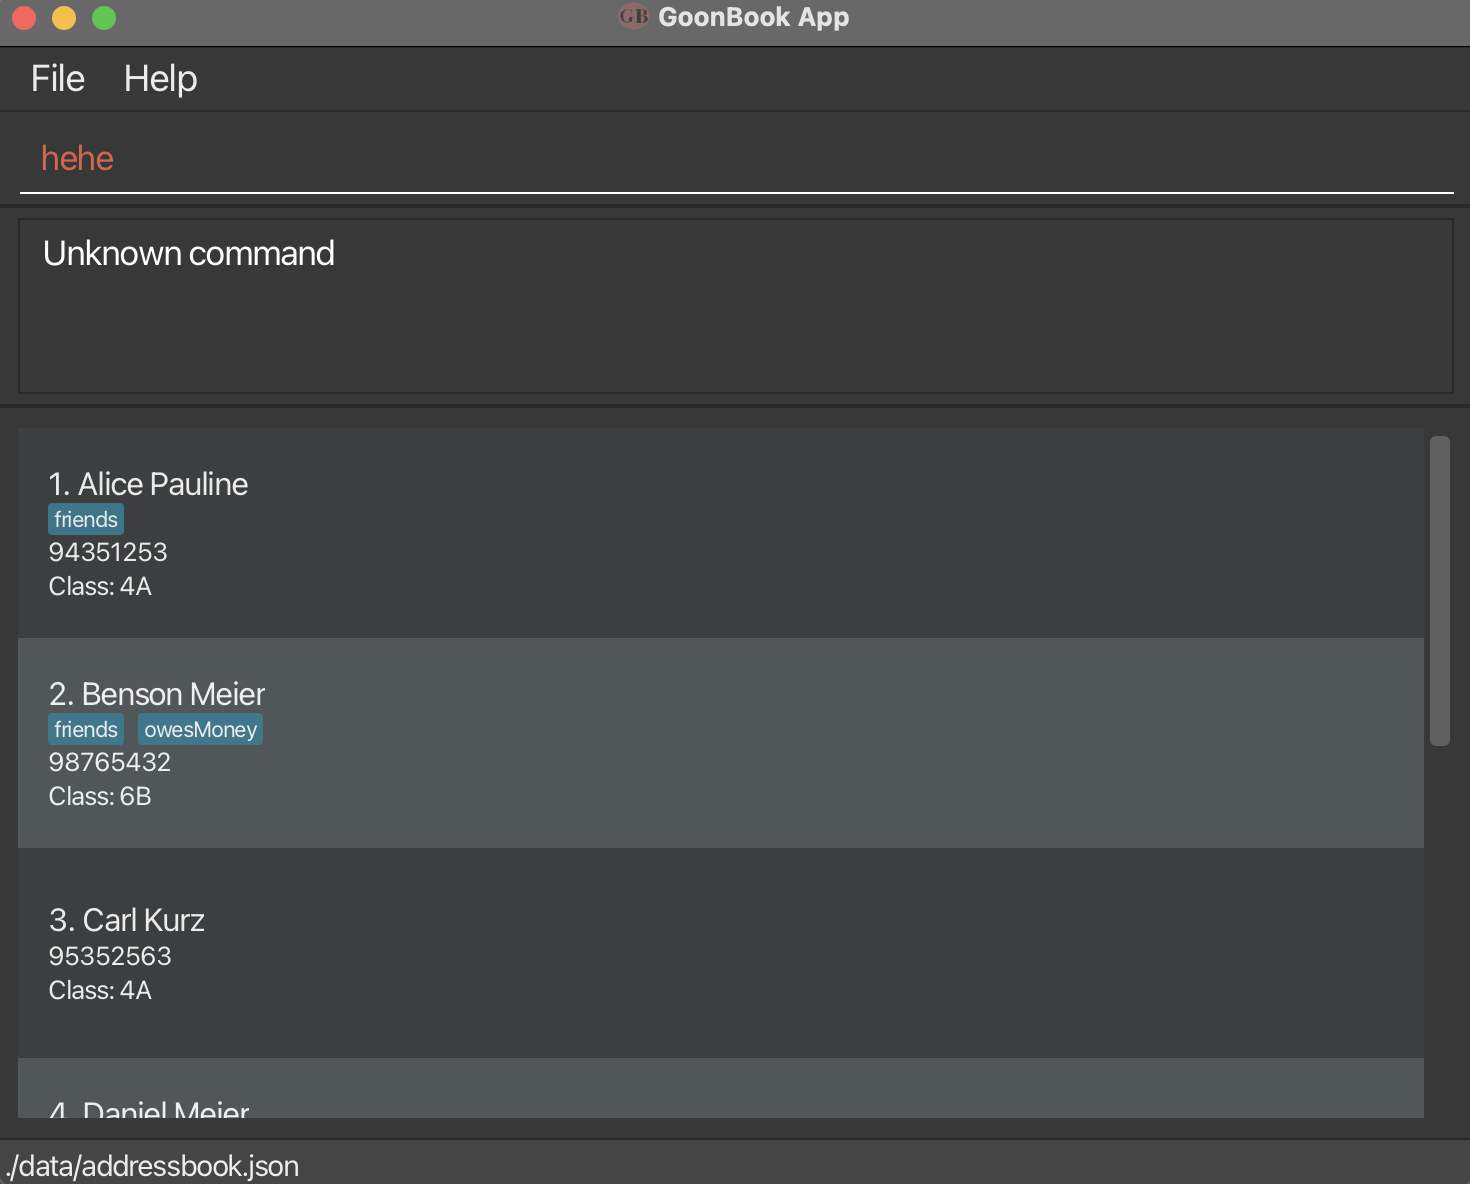 GB GoonBook App
File Help
hehe
Unknown command
1. Alice Pauline
friends
94351253
Class: 4A
2. Benson Meier
friends owesMoney
98765432
Class: 6B
3. Carl Kurz
95352563
Class: 4A
4. Daniel Meier
./data/addressbook.json